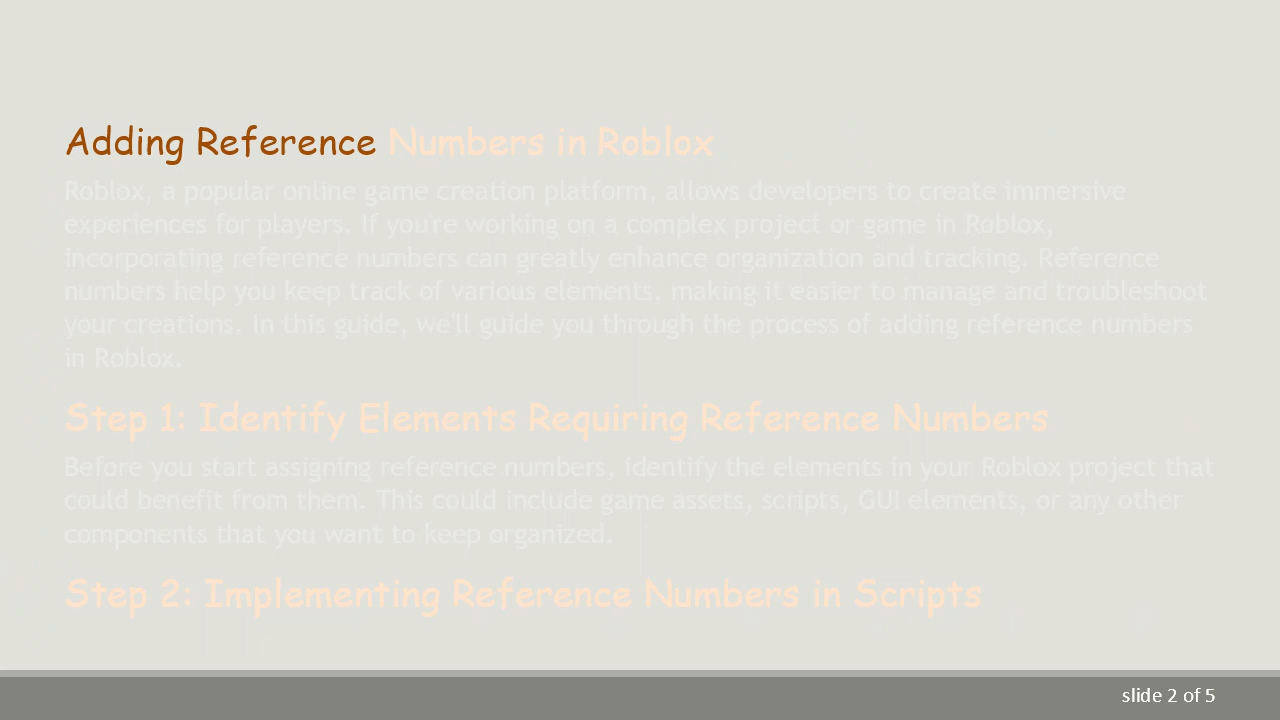 Adding Reference Numbers in Roblox
Roblox, a popular online game creation platform, allows developers to create immersive
experiences for players. If you're working on a complex project or game in Roblox,
incorporating reference numbers can greatly enhance organization and tracking. Reference
numbers help you keep track of various elements, making it easier to manage and troubleshoot
your creations. In this guide, we'll guide you through the process of adding reference numbers
in Roblox.
Step 1: Identify Elements Requiring Reference Numbers
Before you start assigning reference numbers, identify the elements in your Roblox project that
could benefit from them. This could include game assets, scripts, GUI elements, or any other
components that you want to keep organized.
Step 2: Implementing Reference Numbers in Scripts
slide 2 of 5